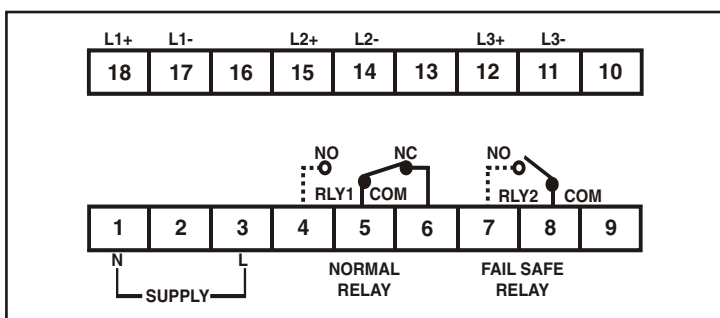 L1+ L1- L2+ L2- L3+ L3-
18 17 16 15 14 13 12 11 10
NO NC NO
RLY1 COM RLY2 COM
1 2 3 4 5 6 7 8 9
N L
SUPPLY
NORMAL
RELAY
FAIL SAFE
RELAY